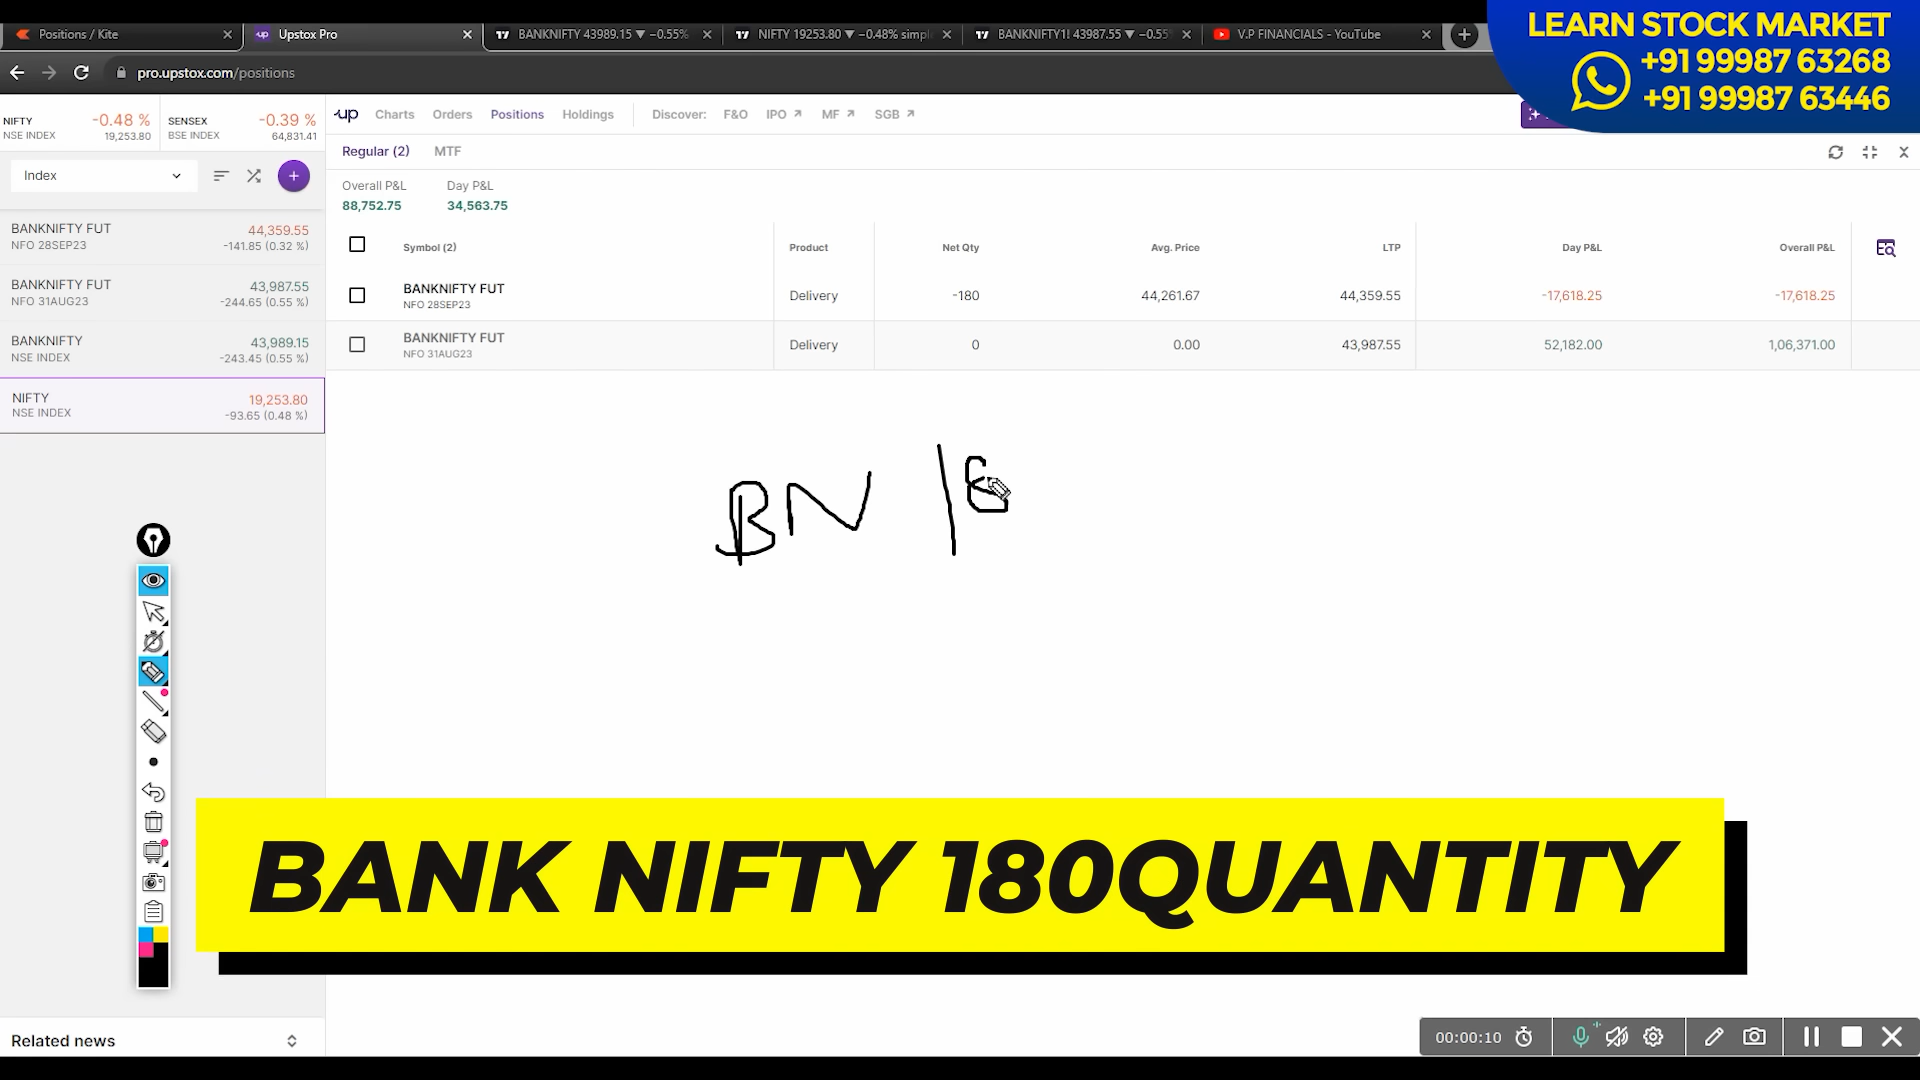 Positions / Kite
Upstox Pro
BANKNIFTY 43989.15 ▼ −0.55%
NIFTY 19253.80 ▼ −0.48% simpl
BANKNIFTY1! 43987.55 ▼ −0.55
V.P FINANCIALS - YouTube
LEARN STOCK MARKET
+91 99987 63268
+91 99987 63446
pro.upstox.com/positions
NIFTY -0.48 %
NSE INDEX 19,253.80
SENSEX -0.39 %
BSE INDEX 64,831.41
up Charts Orders Positions Holdings Discover: F&O IPO ↗ MF ↗ SGB ↗
Regular (2) MTF
Index
Overall P&L Day P&L
88,752.75 34,563.75
BANKNIFTY FUT 44,359.55
NFO 28SEP23 -141.85 (0.32 %)
BANKNIFTY FUT 43,987.55
NFO 31AUG23 -244.65 (0.55 %)
BANKNIFTY 43,989.15
NSE INDEX -243.45 (0.55 %)
NIFTY 19,253.80
NSE INDEX -93.65 (0.48 %)
Symbol (2) Product Net Qty Avg. Price LTP Day P&L Overall P&L
BANKNIFTY FUT Delivery -180 44,261.67 44,359.55 -17,618.25 -17,618.25
NFO 28SEP23
BANKNIFTY FUT Delivery 0 0.00 43,987.55 52,182.00 1,06,371.00
NFO 31AUG23
BN 18
BANK NIFTY 180QUANTITY
Related news
00:00:10